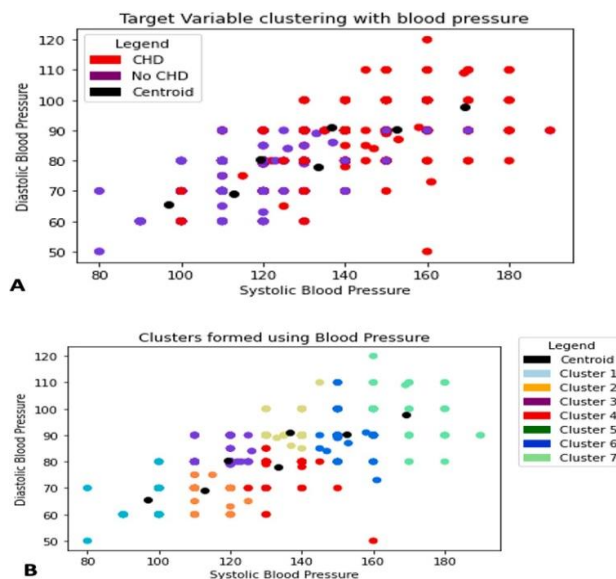 Target Variable clustering with blood pressure
Legend
CHD
No CHD
Centroid
Diastolic Blood Pressure
120
110
100
90
80
70
60
50
80 100 120 140 160 180
Systolic Blood Pressure
A
Clusters formed using Blood Pressure
Legend
Centroid
Cluster 1
Cluster 2
Cluster 3
Cluster 4
Cluster 5
Cluster 6
Cluster 7
Diastolic Blood Pressure
120
110
100
90
80
70
60
50
80 100 120 140 160 180
Systolic Blood Pressure
B